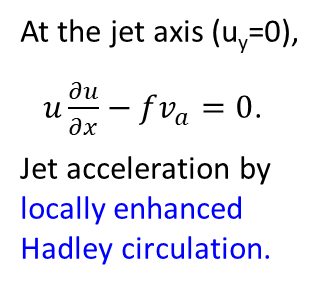 At the jet axis (u_y=0),
u ∂u/∂x − f v_a = 0.
Jet acceleration by
locally enhanced
Hadley circulation.